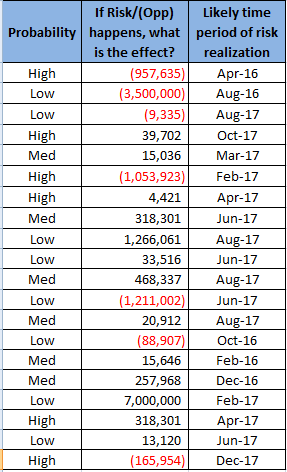 Probability If Risk/(Opp) happens, what is the effect? Likely time period of risk realization
High (957,635) Apr-16
Low (3,500,000) Aug-16
Low (9,335) Aug-17
High 39,702 Oct-17
Med 15,036 Mar-17
High (1,053,923) Feb-17
High 4,421 Apr-17
Med 318,301 Jun-17
Low 1,266,061 Aug-17
Low 33,516 Jun-17
Med 468,337 Aug-17
Low (1,211,002) Jun-17
Med 20,912 Aug-17
Low (88,907) Oct-16
Med 15,646 Feb-16
Med 257,968 Dec-16
Low 7,000,000 Feb-17
High 318,301 Apr-17
Low 13,120 Jun-17
High (165,954) Dec-17